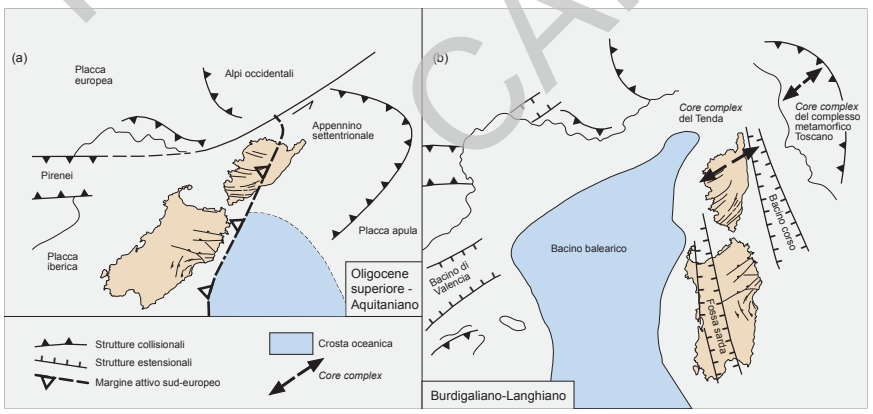 (a)
Placca
europea
Alpi occidentali
Appennino
settentrionale
Pirenei
Placca apula
Placca
iberica
Oligocene
superiore -
Aquitaniano
Strutture collisionali
Strutture estensionali
Margine attivo sud-europeo
Crosta oceanica
Core complex
(b)
Core complex
del Tenda
Core complex
del complesso
metamorfico
Toscano
Bacino corso
Bacino balearico
Bacino di
Valencia
Fossa sarda
Burdigaliano-Langhiano